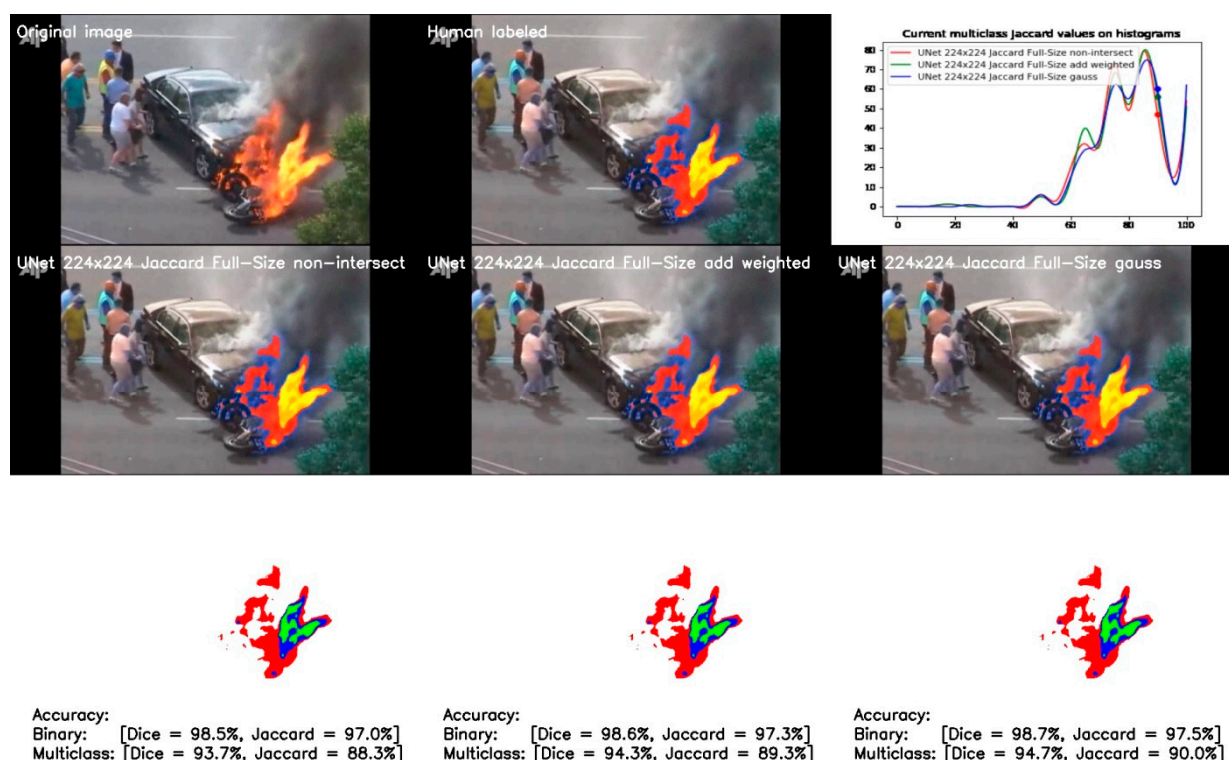 Original image
AP
Human labeled
AP
Current multiclass Jaccard values on histograms
UNet 224x224 Jaccard Full-Size non-intersect
UNet 224x224 Jaccard Full-Size add weighted
UNet 224x224 Jaccard Full-Size gauss
80
70
60
50
40
30
20
10
0
0 20 40 60 80 100
UNet 224x224 Jaccard Full-Size non-intersect
AP
UNet 224x224 Jaccard Full-Size add weighted
AP
UNet 224x224 Jaccard Full-Size gauss
AP
Accuracy:
Binary: [Dice = 98.5%, Jaccard = 97.0%]
Multiclass: [Dice = 93.7%, Jaccard = 88.3%]
Accuracy:
Binary: [Dice = 98.6%, Jaccard = 97.3%]
Multiclass: [Dice = 94.3%, Jaccard = 89.3%]
Accuracy:
Binary: [Dice = 98.7%, Jaccard = 97.5%]
Multiclass: [Dice = 94.7%, Jaccard = 90.0%]